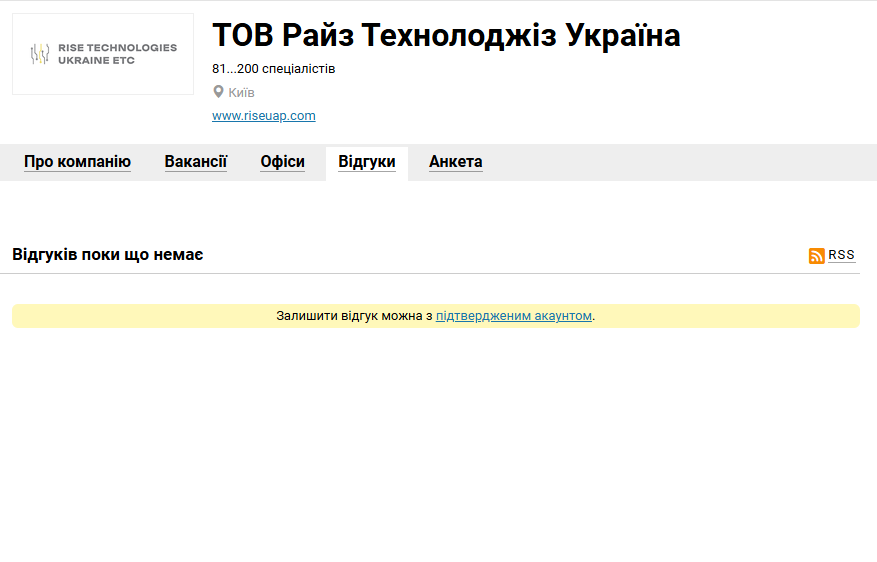 RISE TECHNOLOGIES
UKRAINE ETC
ТОВ Райз Технолоджіз Україна
81...200 спеціалістів
Київ
www.riseuap.com
Про компанію Вакансії Офіси Відгуки Анкета
Відгуків поки що немає RSS
Залишити відгук можна з підтвердженим акаунтом.